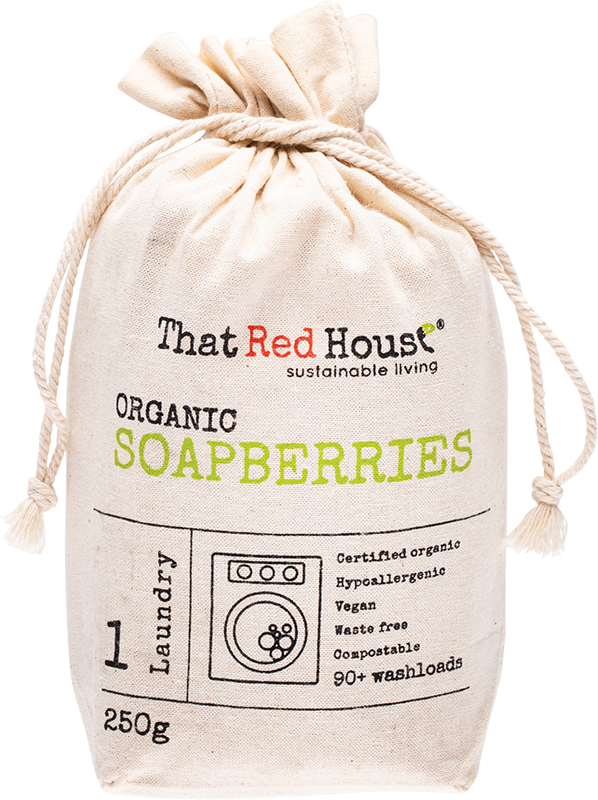 That Red House®
sustainable living
ORGANIC
SOAPBERRIES
1
Laundry
Certified organic
Hypoallergenic
Vegan
Waste free
Compostable
90+ washloads
250g